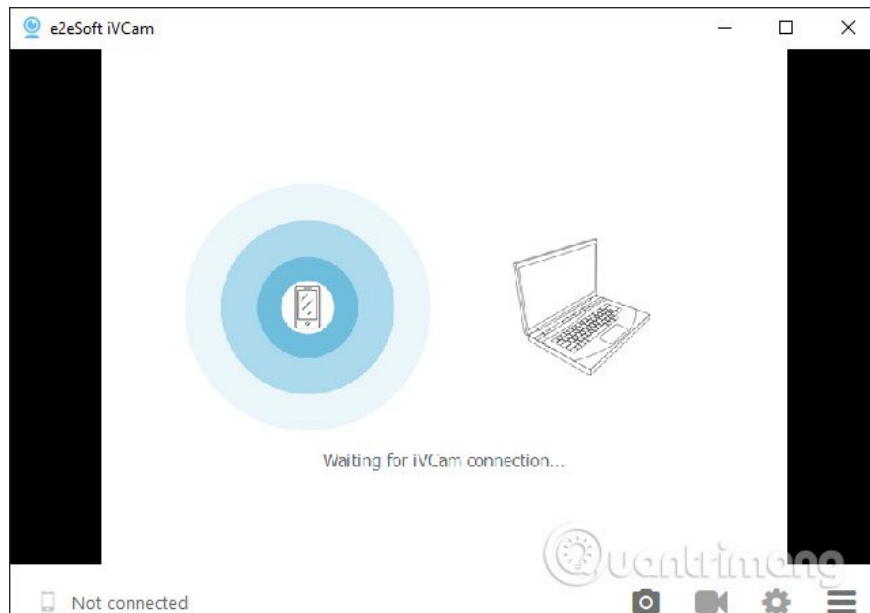 e2eSoft iVCam
Waiting for iVCam connection...
Quantrimang
Not connected